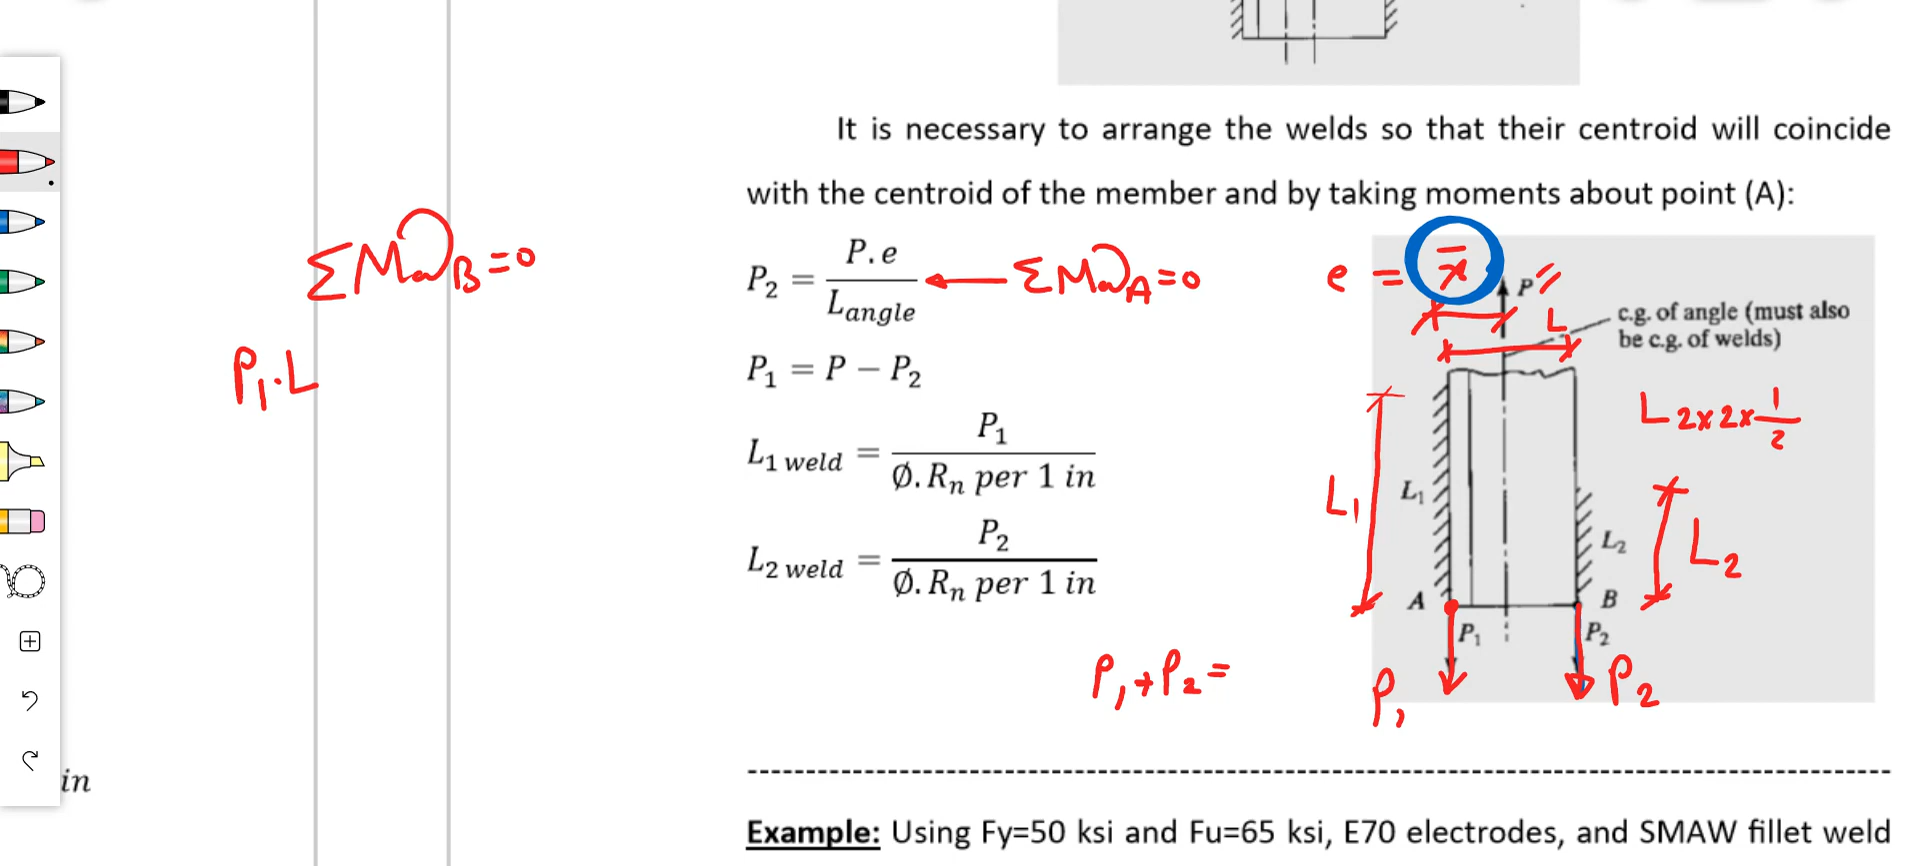 It is necessary to arrange the welds so that their centroid will coincide
with the centroid of the member and by taking moments about point (A):
ΣM B = 0
P₂ = P.e / L_angle ← ΣM A = 0
e = x̄
P
L
c.g. of angle (must also
be c.g. of welds)
P₁ . L
P₁ = P − P₂
L 2 x 2 x 1/2
L₁ weld = P₁ / Ø. Rₙ per 1 in
L₁
L₁
L₂ weld = P₂ / Ø. Rₙ per 1 in
L₂
L₂
A
B
P₁
P₂
P₁ + P₂ =
P₁
P₂
in
Example: Using Fy=50 ksi and Fu=65 ksi, E70 electrodes, and SMAW fillet weld